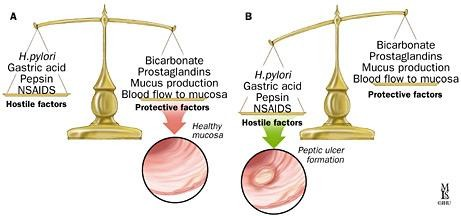 A
H.pylori
Gastric acid
Pepsin
NSAIDS
Hostile factors
Bicarbonate
Prostaglandins
Mucus production
Blood flow to mucosa
Protective factors
Healthy
mucosa
B
H.pylori
Gastric acid
Pepsin
NSAIDS
Hostile factors
Bicarbonate
Prostaglandins
Mucus production
Blood flow to mucosa
Protective factors
Peptic ulcer
formation
©JHU